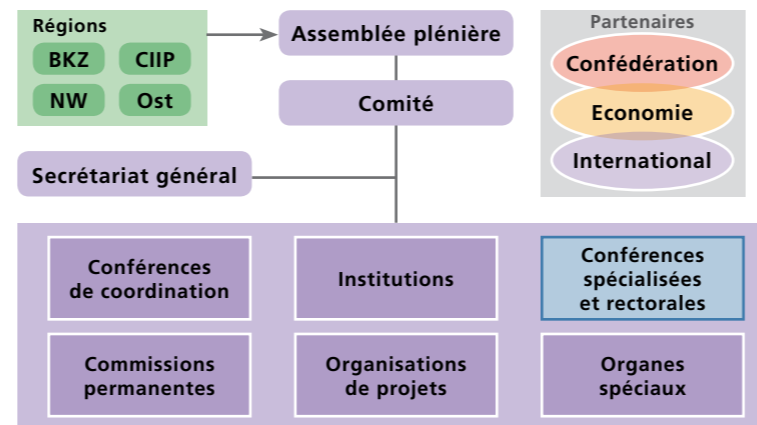 Régions
BKZ
CIIP
NW
Ost
Assemblée plénière
Comité
Secrétariat général
Partenaires
Confédération
Economie
International
Conférences
de coordination
Institutions
Conférences
spécialisées
et rectorales
Commissions
permanentes
Organisations
de projets
Organes
spéciaux